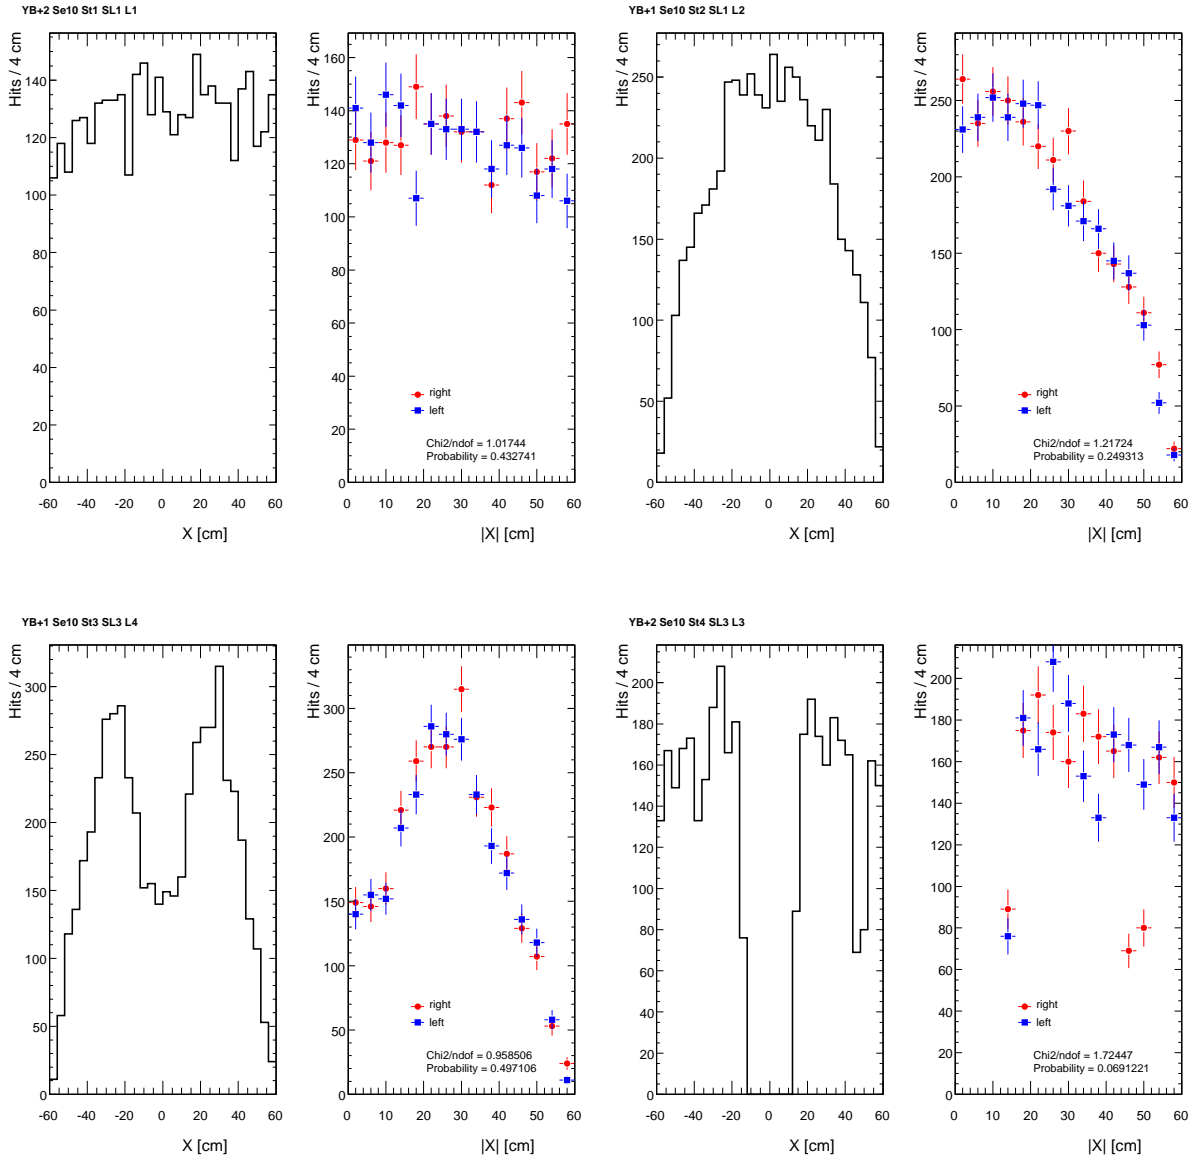 YB+2 Se10 St1 SL1 L1
Hits / 4 cm
140
120
100
80
60
40
20
0
-60 -40 -20 0 20 40 60
X [cm]
Hits / 4 cm
160
140
120
100
80
60
40
20
0
right
left
Chi2/ndof = 1.01744
Probability = 0.432741
0 10 20 30 40 50 60
|X| [cm]
YB+1 Se10 St2 SL1 L2
Hits / 4 cm
250
200
150
100
50
0
-60 -40 -20 0 20 40 60
X [cm]
Hits / 4 cm
250
200
150
100
50
0
right
left
Chi2/ndof = 1.21724
Probability = 0.249313
0 10 20 30 40 50 60
|X| [cm]
YB+1 Se10 St3 SL3 L4
Hits / 4 cm
300
250
200
150
100
50
0
-60 -40 -20 0 20 40 60
X [cm]
Hits / 4 cm
300
250
200
150
100
50
0
right
left
Chi2/ndof = 0.958506
Probability = 0.497106
0 10 20 30 40 50 60
|X| [cm]
YB+2 Se10 St4 SL3 L3
Hits / 4 cm
200
180
160
140
120
100
80
60
40
20
0
-60 -40 -20 0 20 40 60
X [cm]
Hits / 4 cm
200
180
160
140
120
100
80
60
40
20
0
right
left
Chi2/ndof = 1.72447
Probability = 0.0691221
0 10 20 30 40 50 60
|X| [cm]